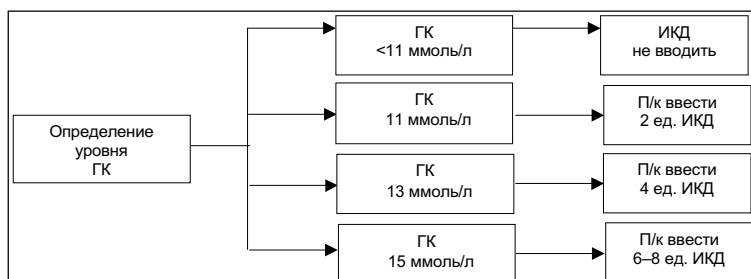 Определение
уровня
ГК
ГК
<11 ммоль/л
ИКД
не вводить
ГК
11 ммоль/л
П/к ввести
2 ед. ИКД
ГК
13 ммоль/л
П/к ввести
4 ед. ИКД
ГК
15 ммоль/л
П/к ввести
6–8 ед. ИКД